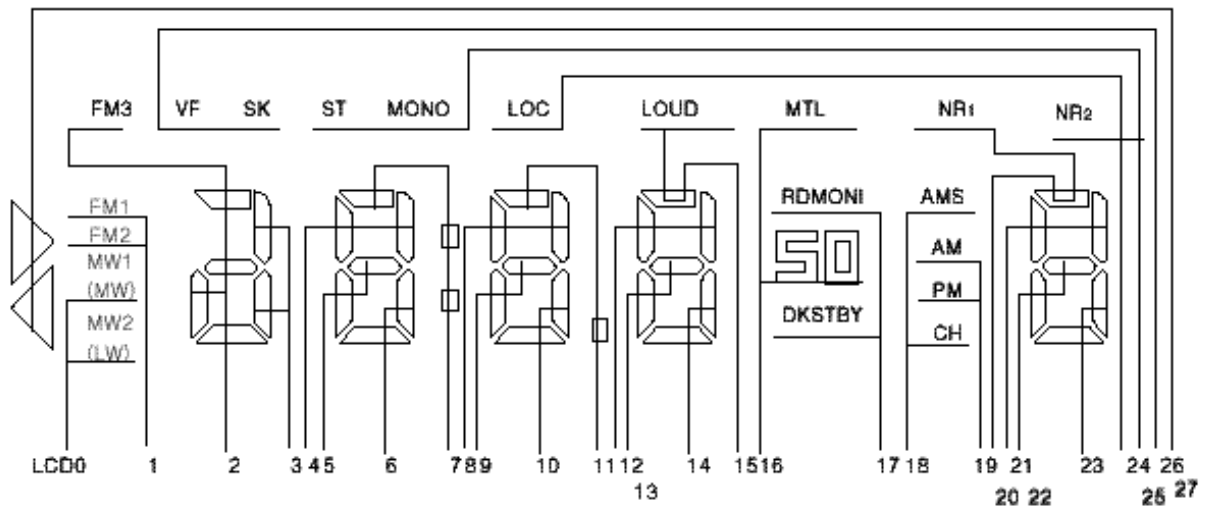 FM3 VF SK ST MONO LOC LOUD MTL NR1 NR2
FM1 RDMONI AMS
FM2
MW1 50 AM
(MW) PM
MW2 DKSTBY CH
(LW)
LCD0 1 2 3 4 5 6 7 8 9 10 11 12 14 15 16 17 18 19 21 23 24 26
13 20 22 25 27